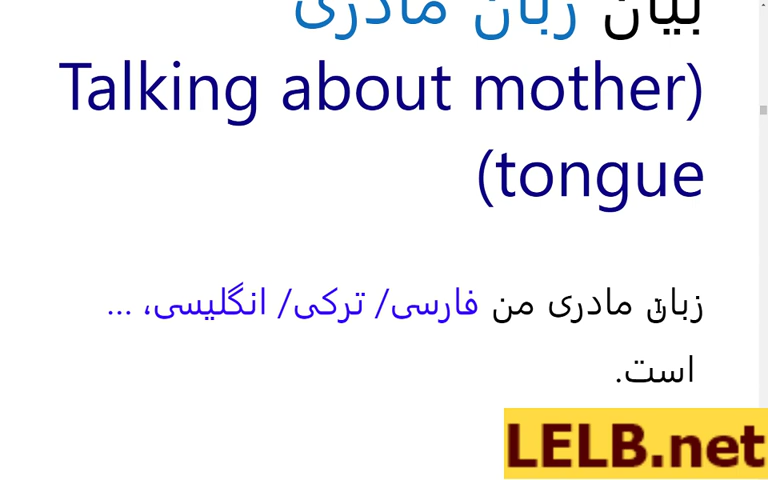 بیان زبان مادری
(Talking about mother
tongue)
زبان مادری من فارسی/ ترکی/ انگلیسی، ...
است.
LELB.net